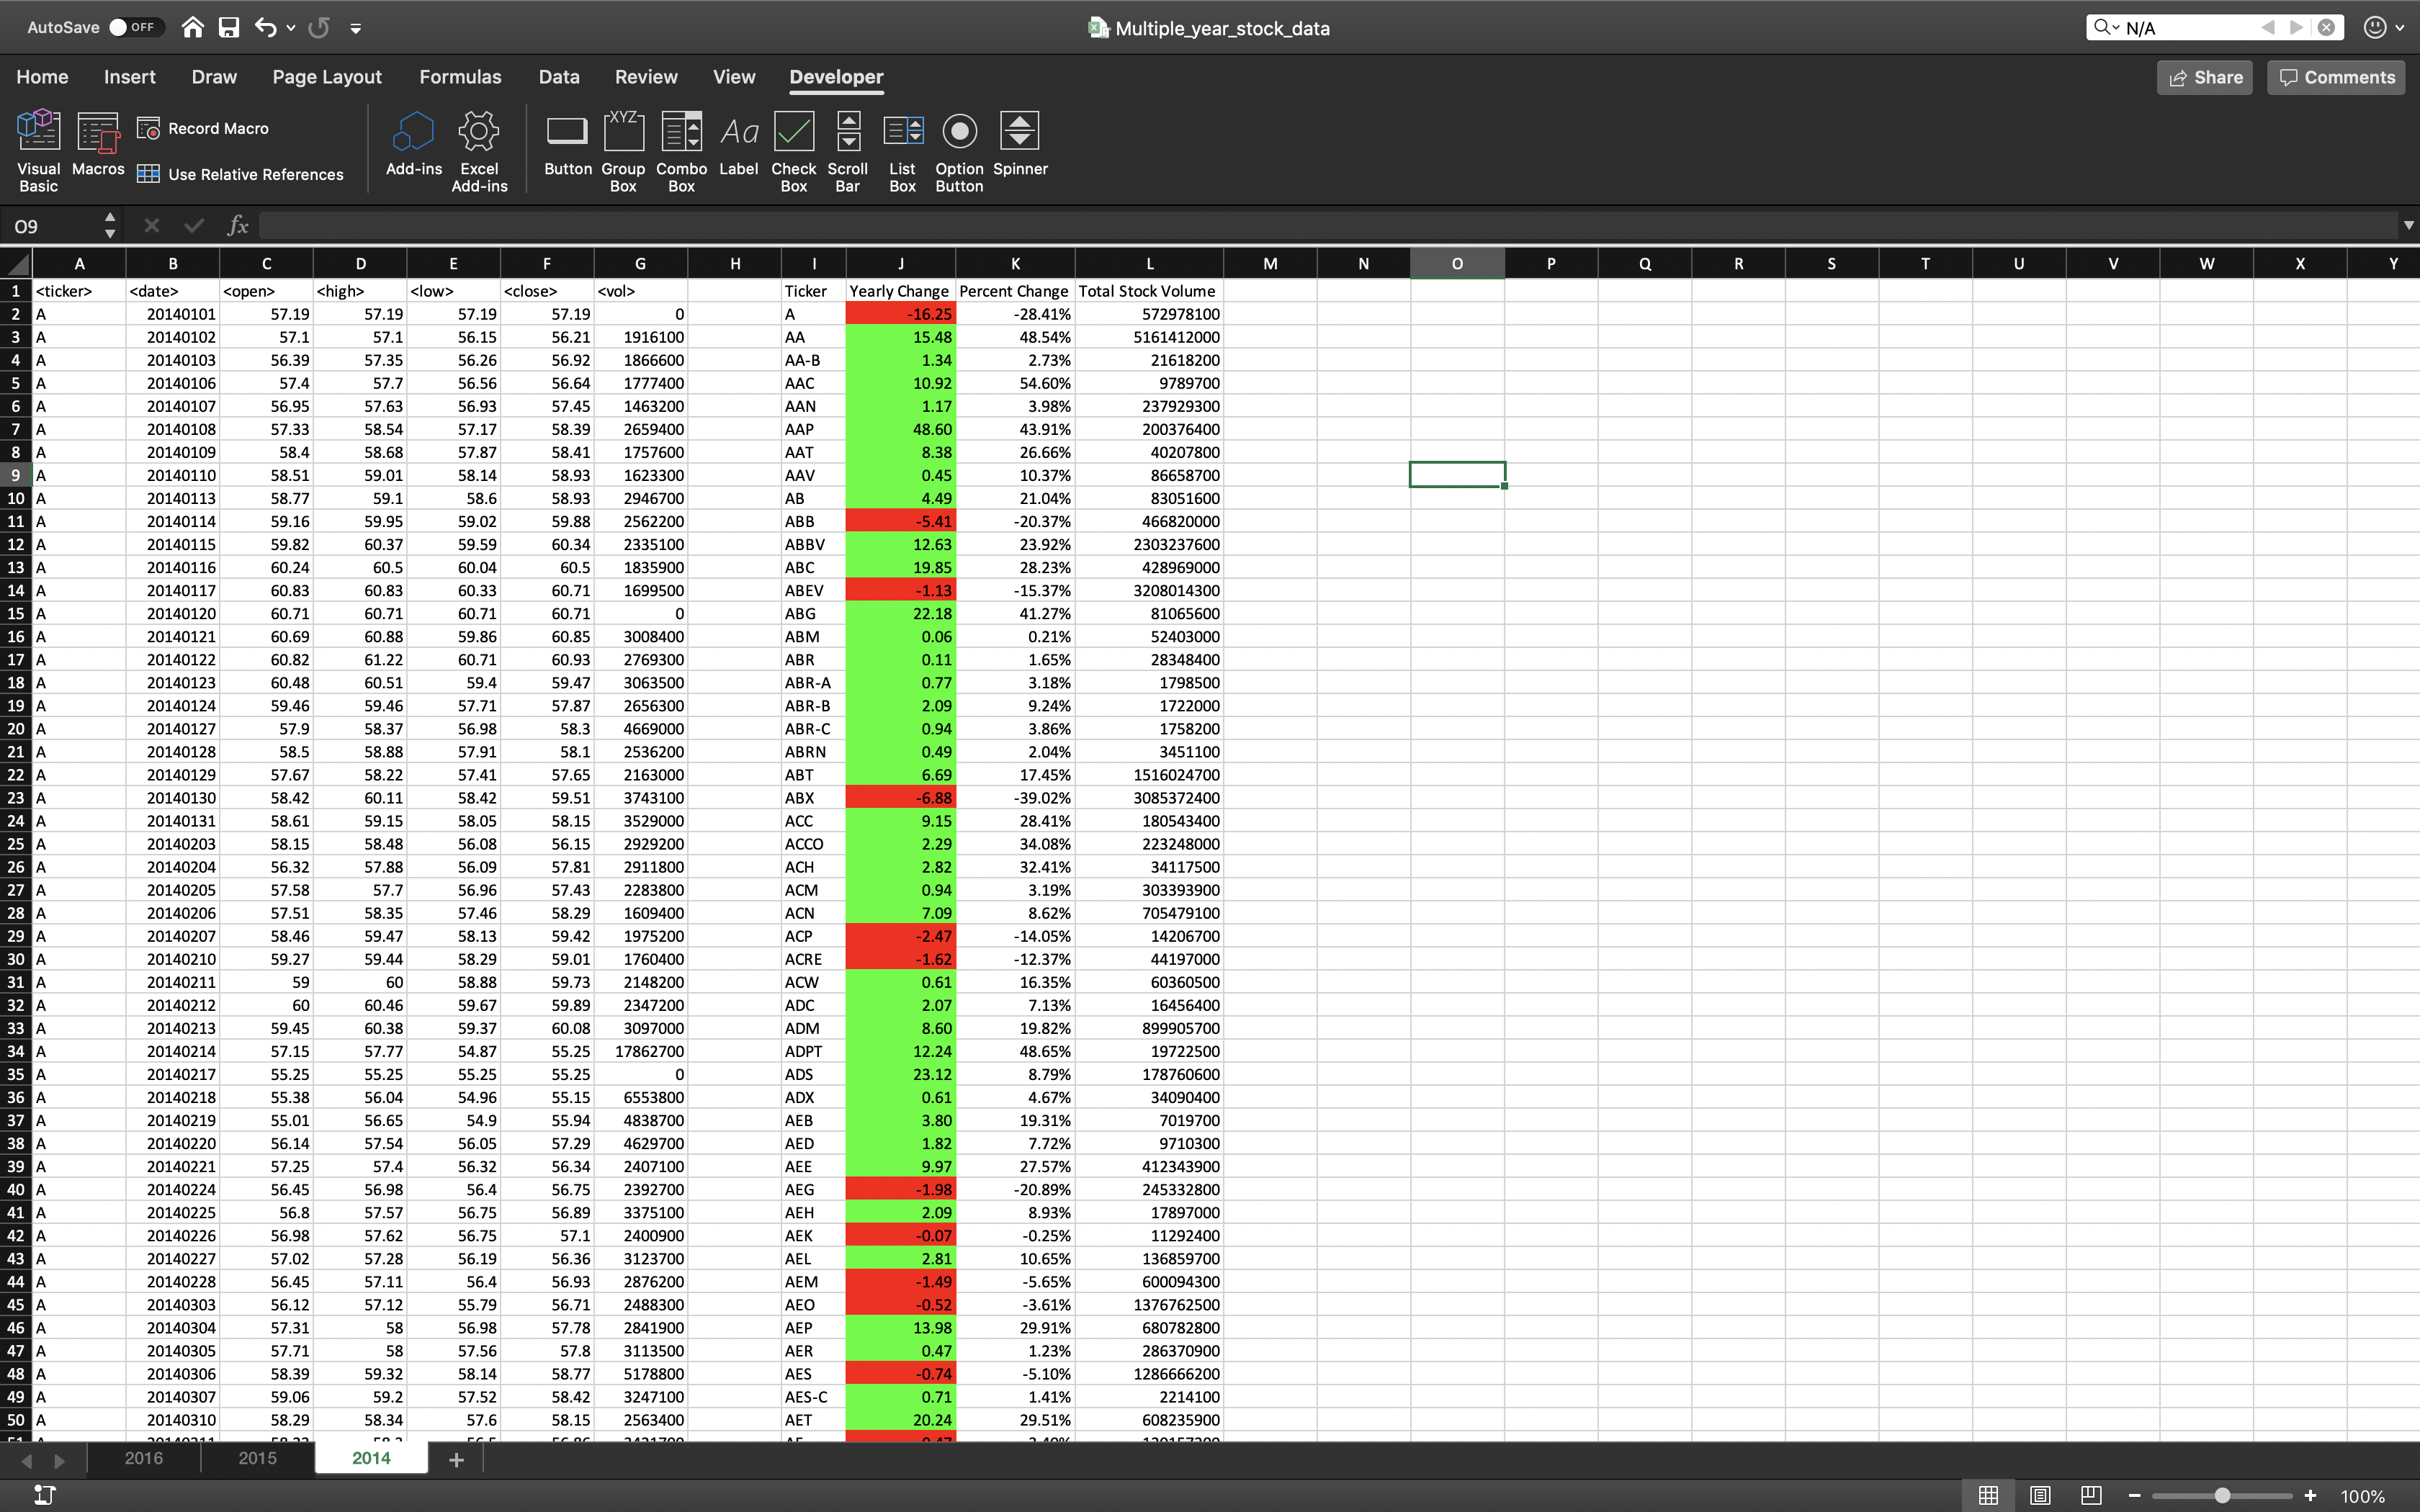 AutoSave OFF Multiple_year_stock_data N/A
Home Insert Draw Page Layout Formulas Data Review View Developer Share Comments
Visual Basic Macros Record Macro Use Relative References Add-ins Excel Add-ins Button Group Box Combo Box Label Check Box Scroll Bar List Box Option Button Spinner
XYZ Aa
O9 fx
A B C D E F G H I J K L M N O P Q R S T U V W X Y
1 <ticker> <date> <open> <high> <low> <close> <vol> Ticker Yearly Change Percent Change Total Stock Volume
2 A 20140101 57.19 57.19 57.19 57.19 0 A -16.25 -28.41% 572978100
3 A 20140102 57.1 57.1 56.15 56.21 1916100 AA 15.48 48.54% 5161412000
4 A 20140103 56.39 57.35 56.26 56.92 1866600 AA-B 1.34 2.73% 21618200
5 A 20140106 57.4 57.7 56.56 56.64 1777400 AAC 10.92 54.60% 9789700
6 A 20140107 56.95 57.63 56.93 57.45 1463200 AAN 1.17 3.98% 237929300
7 A 20140108 57.33 58.54 57.17 58.39 2659400 AAP 48.60 43.91% 200376400
8 A 20140109 58.4 58.68 57.87 58.41 1757600 AAT 8.38 26.66% 40207800
9 A 20140110 58.51 59.01 58.14 58.93 1623300 AAV 0.45 10.37% 86658700
10 A 20140113 58.77 59.1 58.6 58.93 2946700 AB 4.49 21.04% 83051600
11 A 20140114 59.16 59.95 59.02 59.88 2562200 ABB -5.41 -20.37% 466820000
12 A 20140115 59.82 60.37 59.59 60.34 2335100 ABBV 12.63 23.92% 2303237600
13 A 20140116 60.24 60.5 60.04 60.5 1835900 ABC 19.85 28.23% 428969000
14 A 20140117 60.83 60.83 60.33 60.71 1699500 ABEV -1.13 -15.37% 3208014300
15 A 20140120 60.71 60.71 60.71 60.71 0 ABG 22.18 41.27% 81065600
16 A 20140121 60.69 60.88 59.86 60.85 3008400 ABM 0.06 0.21% 52403000
17 A 20140122 60.82 61.22 60.71 60.93 2769300 ABR 0.11 1.65% 28348400
18 A 20140123 60.48 60.51 59.4 59.47 3063500 ABR-A 0.77 3.18% 1798500
19 A 20140124 59.46 59.46 57.71 57.87 2656300 ABR-B 2.09 9.24% 1722000
20 A 20140127 57.9 58.37 56.98 58.3 4669000 ABR-C 0.94 3.86% 1758200
21 A 20140128 58.5 58.88 57.91 58.1 2536200 ABRN 0.49 2.04% 3451100
22 A 20140129 57.67 58.22 57.41 57.65 2163000 ABT 6.69 17.45% 1516024700
23 A 20140130 58.42 60.11 58.42 59.51 3743100 ABX -6.88 -39.02% 3085372400
24 A 20140131 58.61 59.15 58.05 58.15 3529000 ACC 9.15 28.41% 180543400
25 A 20140203 58.15 58.48 56.08 56.15 2929200 ACCO 2.29 34.08% 223248000
26 A 20140204 56.32 57.88 56.09 57.81 2911800 ACH 2.82 32.41% 34117500
27 A 20140205 57.58 57.7 56.96 57.43 2283800 ACM 0.94 3.19% 303393900
28 A 20140206 57.51 58.35 57.46 58.29 1609400 ACN 7.09 8.62% 705479100
29 A 20140207 58.46 59.47 58.13 59.42 1975200 ACP -2.47 -14.05% 14206700
30 A 20140210 59.27 59.44 58.29 59.01 1760400 ACRE -1.62 -12.37% 44197000
31 A 20140211 59 60 58.88 59.73 2148200 ACW 0.61 16.35% 60360500
32 A 20140212 60 60.46 59.67 59.89 2347200 ADC 2.07 7.13% 16456400
33 A 20140213 59.45 60.38 59.37 60.08 3097000 ADM 8.60 19.82% 899905700
34 A 20140214 57.15 57.77 54.87 55.25 17862700 ADPT 12.24 48.65% 19722500
35 A 20140217 55.25 55.25 55.25 55.25 0 ADS 23.12 8.79% 178760600
36 A 20140218 55.38 56.04 54.96 55.15 6553800 ADX 0.61 4.67% 34090400
37 A 20140219 55.01 56.65 54.9 55.94 4838700 AEB 3.80 19.31% 7019700
38 A 20140220 56.14 57.54 56.05 57.29 4629700 AED 1.82 7.72% 9710300
39 A 20140221 57.25 57.4 56.32 56.34 2407100 AEE 9.97 27.57% 412343900
40 A 20140224 56.45 56.98 56.4 56.75 2392700 AEG -1.98 -20.89% 245332800
41 A 20140225 56.8 57.57 56.75 56.89 3375100 AEH 2.09 8.93% 17897000
42 A 20140226 56.98 57.62 56.75 57.1 2400900 AEK -0.07 -0.25% 11292400
43 A 20140227 57.02 57.28 56.19 56.36 3123700 AEL 2.81 10.65% 136859700
44 A 20140228 56.45 57.11 56.4 56.93 2876200 AEM -1.49 -5.65% 600094300
45 A 20140303 56.12 57.12 55.79 56.71 2488300 AEO -0.52 -3.61% 1376762500
46 A 20140304 57.31 58 56.98 57.78 2841900 AEP 13.98 29.91% 680782800
47 A 20140305 57.71 58 57.56 57.8 3113500 AER 0.47 1.23% 286370900
48 A 20140306 58.39 59.32 58.14 58.77 5178800 AES -0.74 -5.10% 1286666200
49 A 20140307 59.06 59.2 57.52 58.42 3247100 AES-C 0.71 1.41% 2214100
50 A 20140310 58.29 58.34 57.6 58.15 2563400 AET 20.24 29.51% 608235900
2016 2015 2014 +
100%